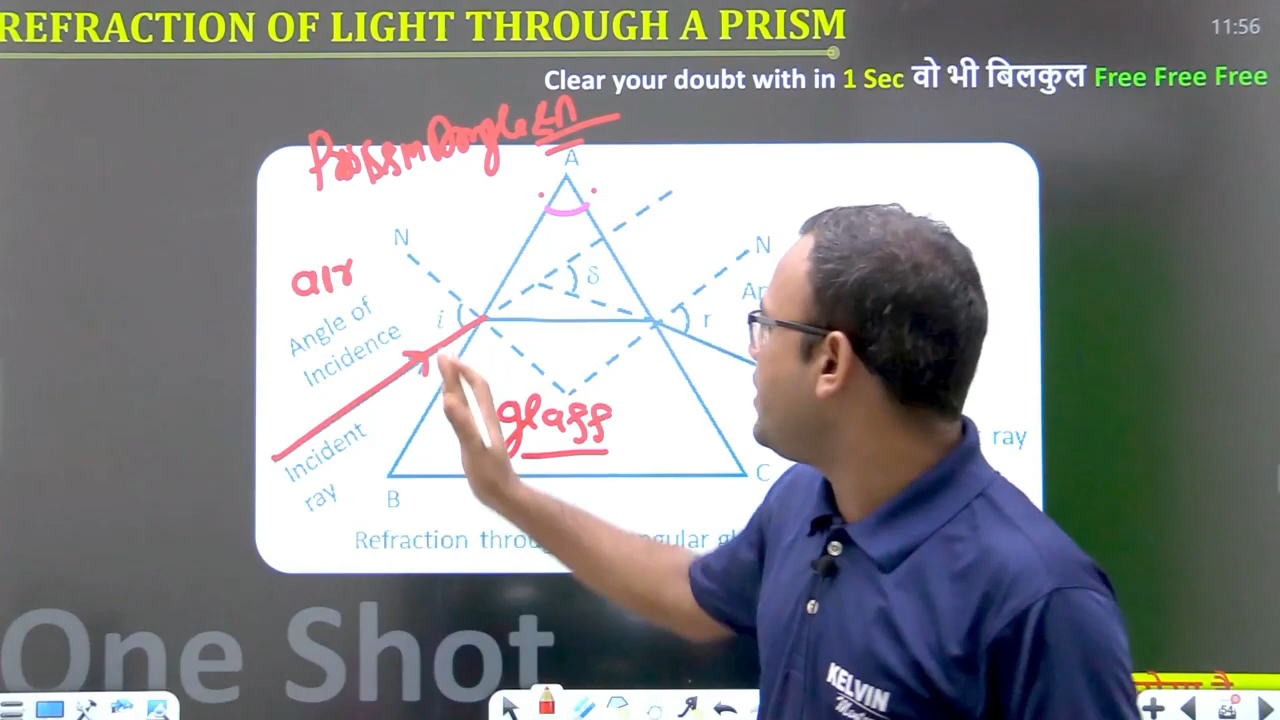 REFRACTION OF LIGHT THROUGH A PRISM
11:56
Clear your doubt with in 1 Sec वो भी बिलकुल Free Free Free
A
N
N
air
δ
i
r
Angle of
Incidence
glass
Incident
ray
ray
B
C
Refraction
One Shot
KELVIN
54